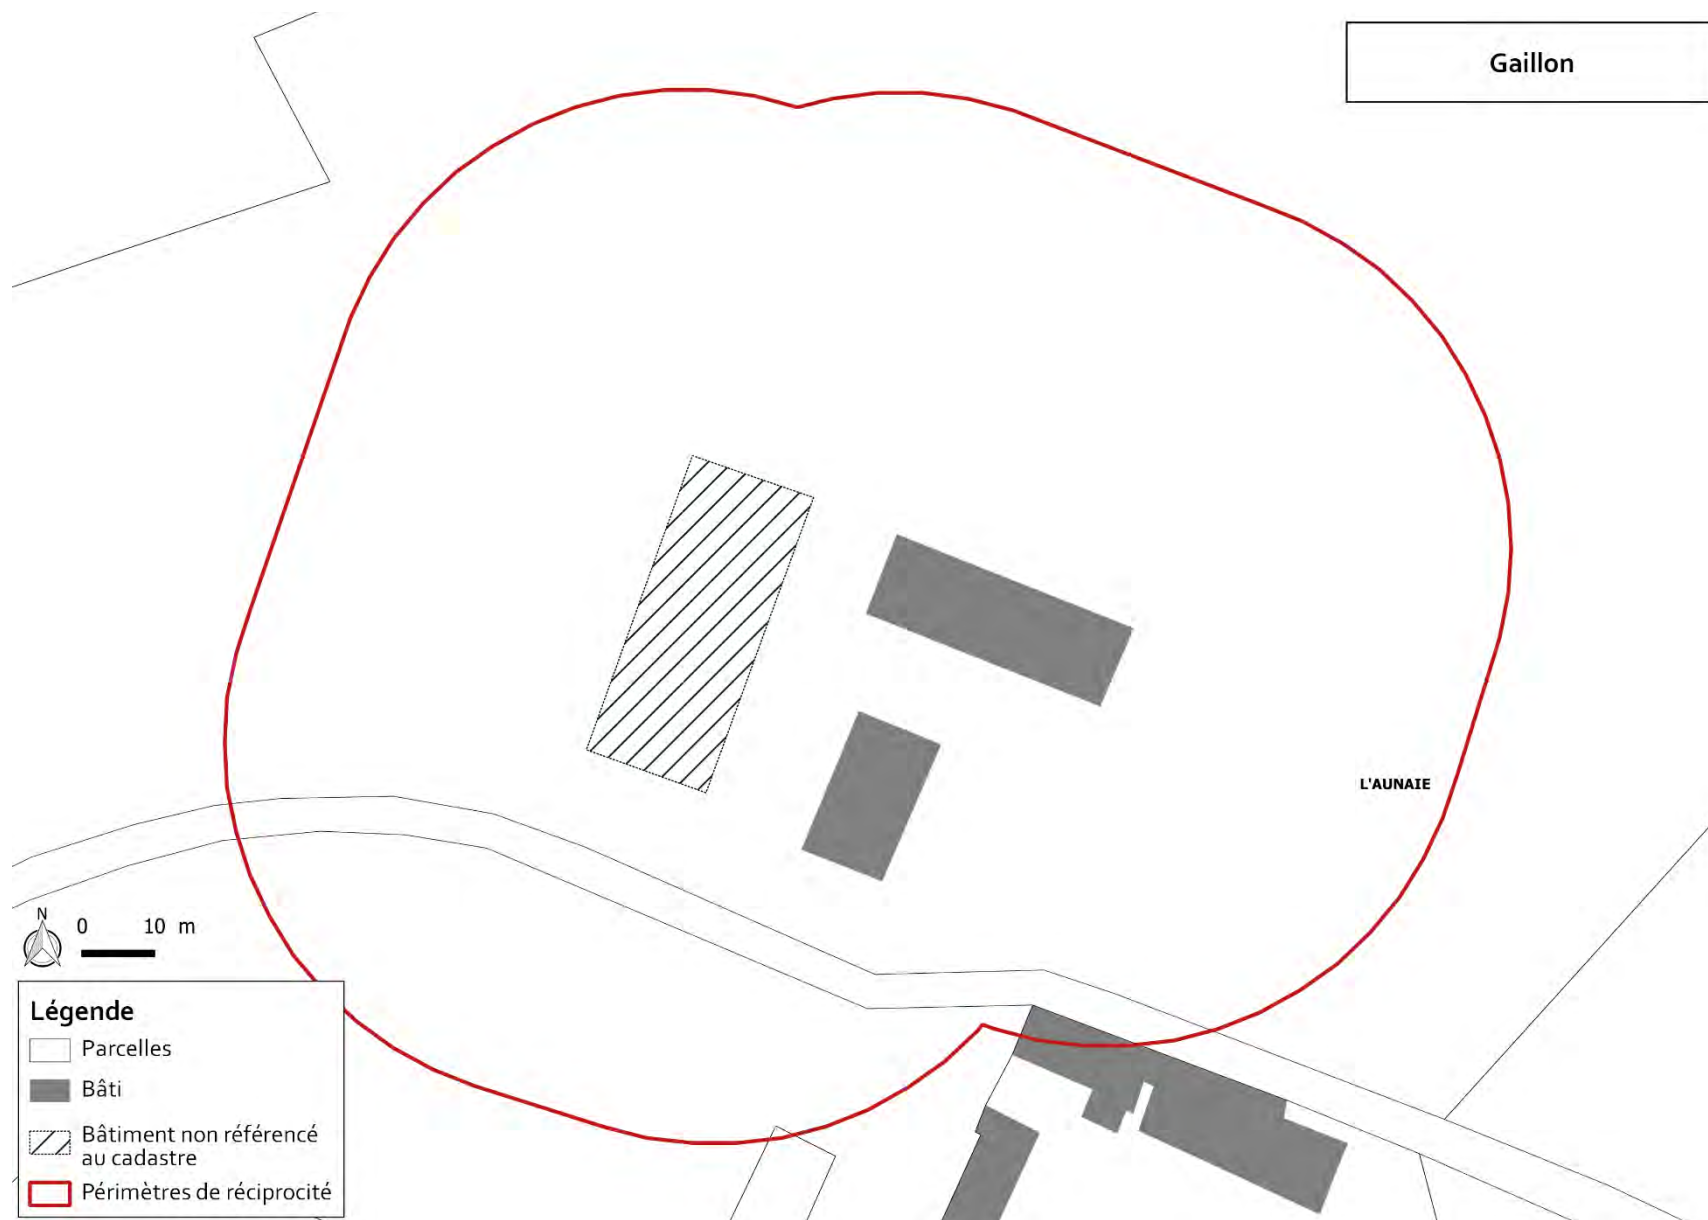 Gaillon
L'AUNAIE
N
0 10 m
Légende
Parcelles
Bâti
Bâtiment non référencé
au cadastre
Périmètres de réciprocité